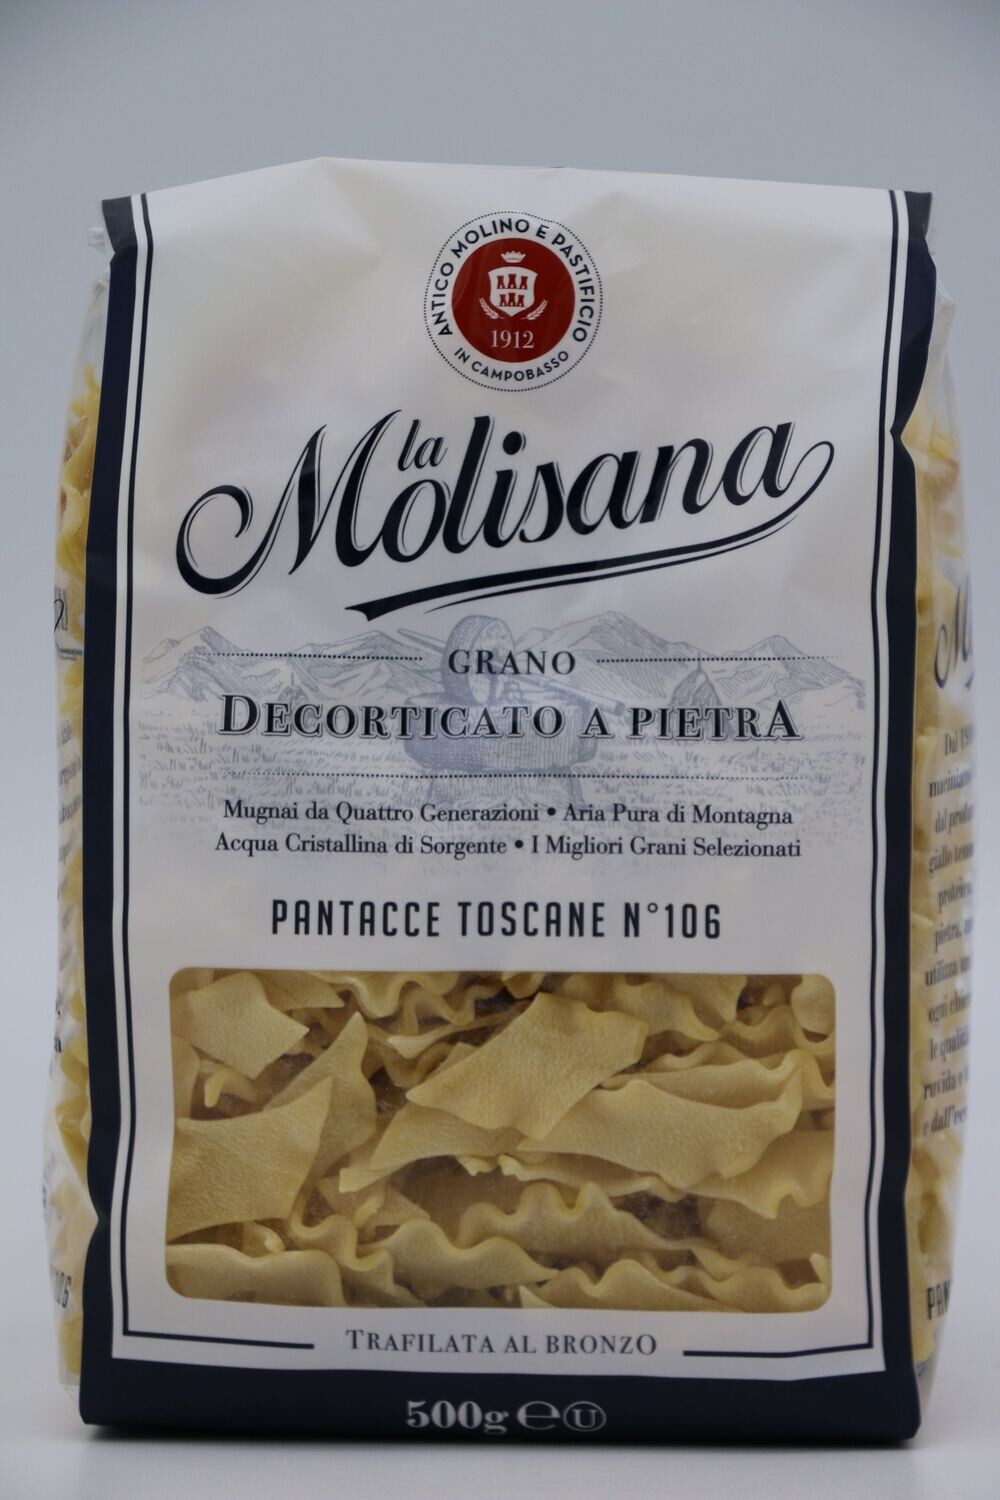 ANTICO MOLINO E PASTIFICIO
1912
IN CAMPOBASSO
la
Molisana
GRANO
DECORTICATO A PIETRA
Mugnai da Quattro Generazioni • Aria Pura di Montagna
Acqua Cristallina di Sorgente • I Migliori Grani Selezionati
PANTACCE TOSCANE N°106
TRAFILATA AL BRONZO
500g ℮ U